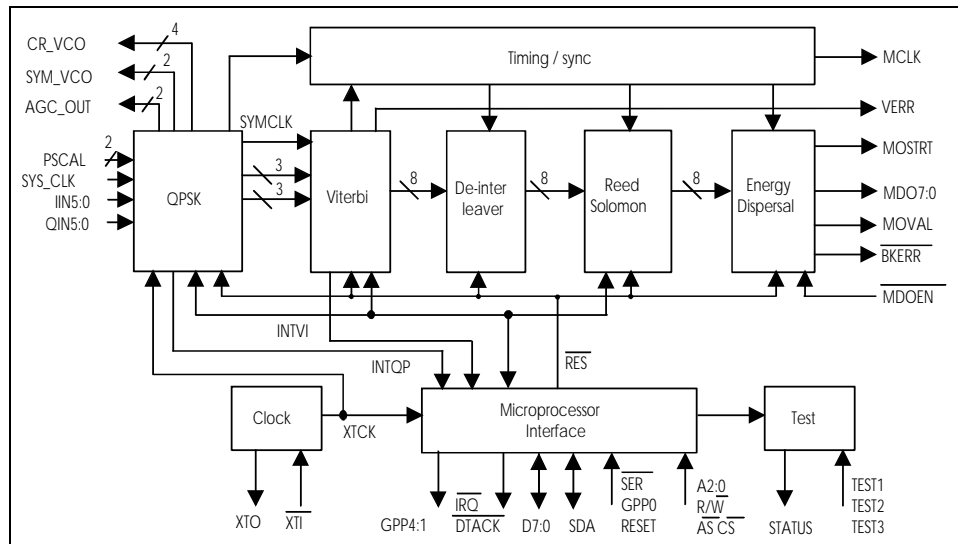 CR_VCO
4
Timing / sync
MCLK
SYM_VCO
2
AGC_OUT
2
VERR
SYMCLK
PSCAL
2
SYS_CLK
IIN5:0
QIN5:0
QPSK
3
3
Viterbi
8
De-inter
leaver
8
Reed
Solomon
8
Energy
Dispersal
MOSTRT
MDO7:0
MOVAL
BKERR
MDOEN
INTVI
INTQP
RES
Clock
XTCK
Microprocessor
Interface
Test
XTO
XTI
GPP4:1
IRQ
DTACK
D7:0
SDA
SER
GPP0
RESET
A2:0
R/W
AS CS
STATUS
TEST1
TEST2
TEST3